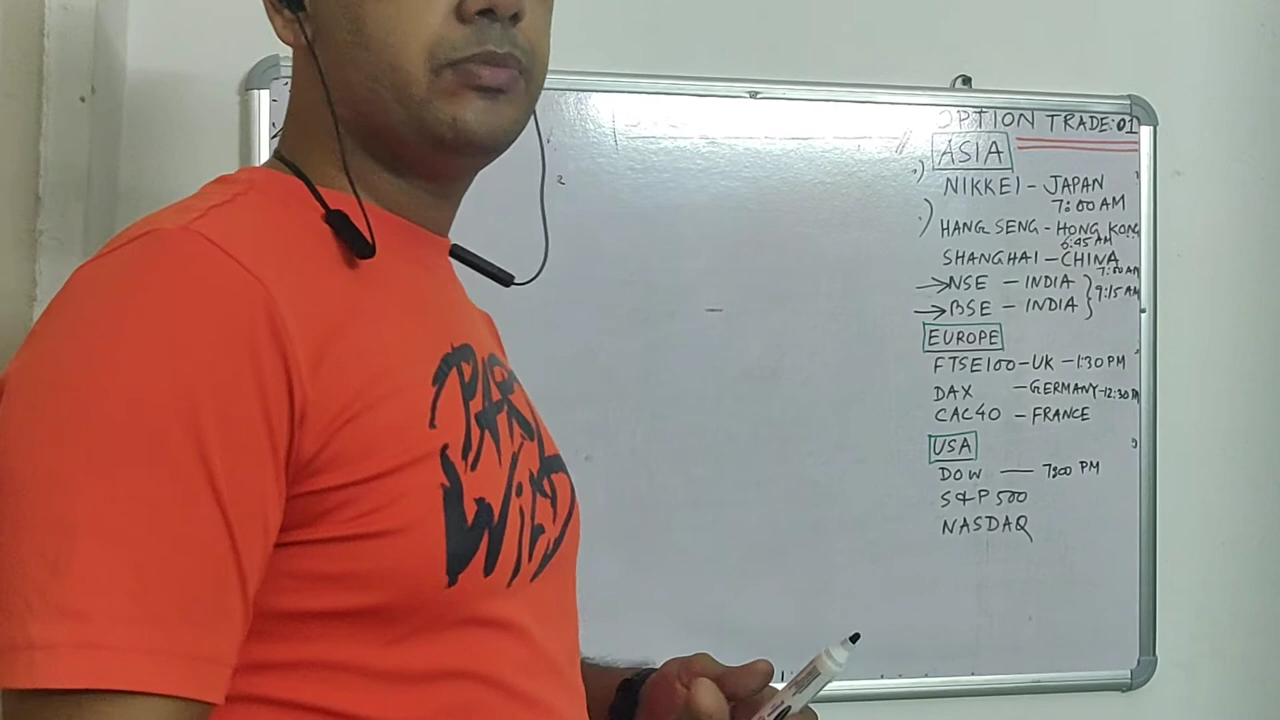 OPTION TRADE:01
ASIA
NIKKEI - JAPAN
7:00 AM
HANG SENG - HONG KONG
6:45 AM
SHANGHAI - CHINA
7:00 AM
→ NSE - INDIA
9:15 AM
→ BSE - INDIA
EUROPE
FTSE100 - UK - 1:30 PM
DAX - GERMANY - 12:30 PM
CAC40 - FRANCE
USA
DOW — 7:00 PM
S&P 500
NASDAQ
PARTY
WILD